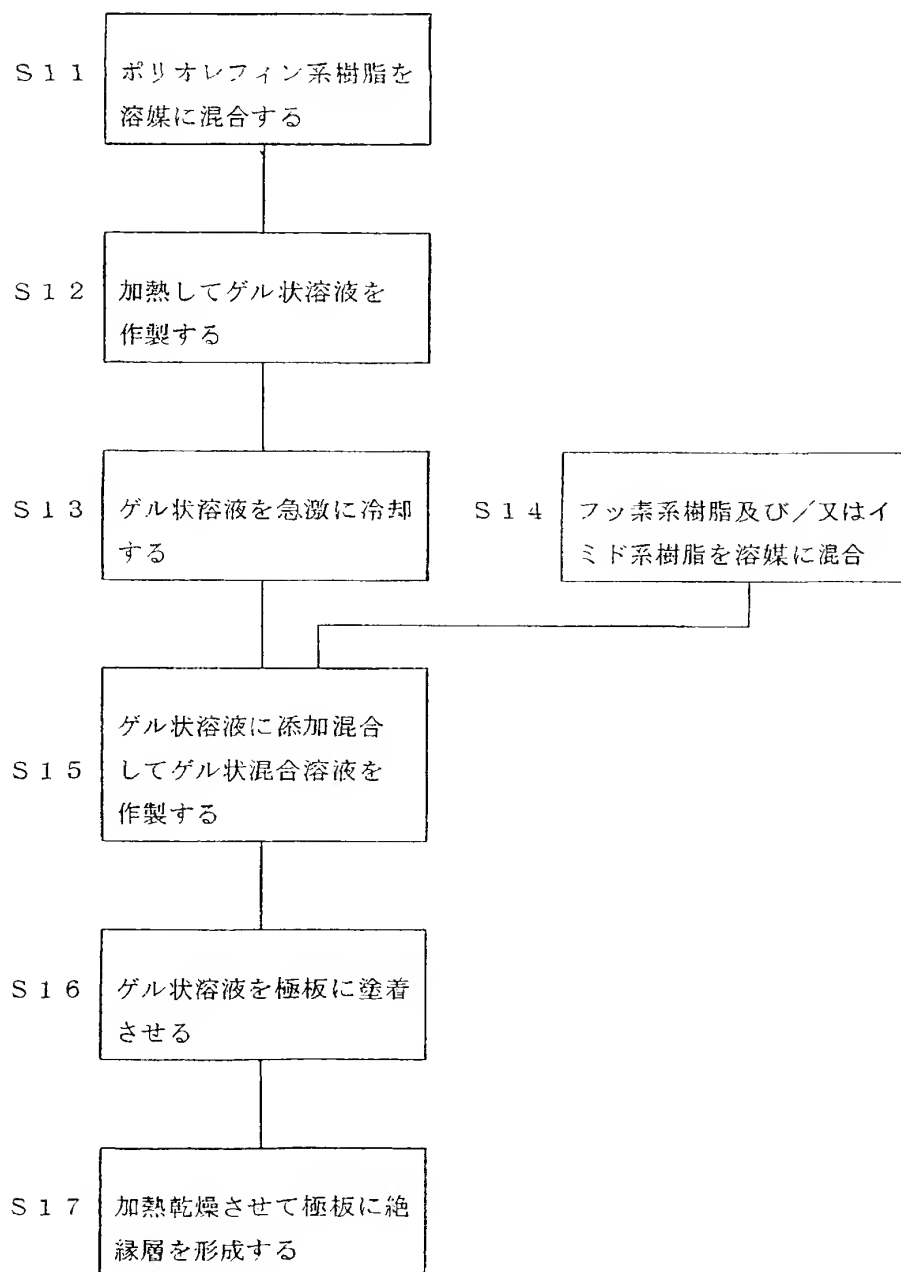 S11
ポリオレフィン系樹脂を
溶媒に混合する
S12
加熱してゲル状溶液を
作製する
S13
ゲル状溶液を急激に冷却
する
S14
フッ素系樹脂及び/又はイ
ミド系樹脂を溶媒に混合
S15
ゲル状溶液に添加混合
してゲル状混合溶液を
作製する
S16
ゲル状溶液を極板に塗着
させる
S17
加熱乾燥させて極板に絶
縁層を形成する